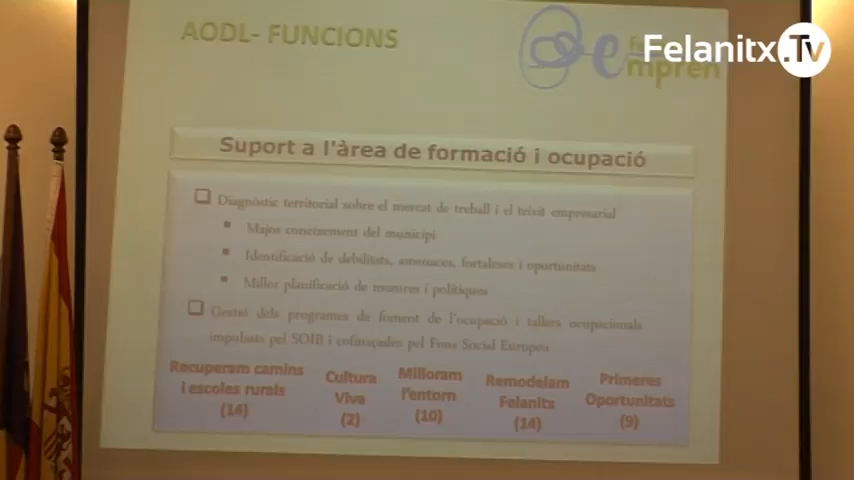 AODL- FUNCIONS
Felanitx.Tv
fe
mpren
Suport a l'àrea de formació i ocupació
Diagnòstic territorial sobre el mercat de treball i el teixit empresarial
Major coneixement del municipi
Identificació de debilitats, amenaces, fortaleses i oportunitats
Millor planificació de mesures i polítiques
Gestió dels programes de foment de l'ocupació i tallers ocupacionals
impulsats pel SOIB i cofinaçades pel Fons Social Europeu
Recuperam camins
i escoles rurals
(14)
Cultura
Viva
(2)
Milloram
l'entorn
(10)
Remodelam
Felanitx
(14)
Primeres
Oportunitats
(9)